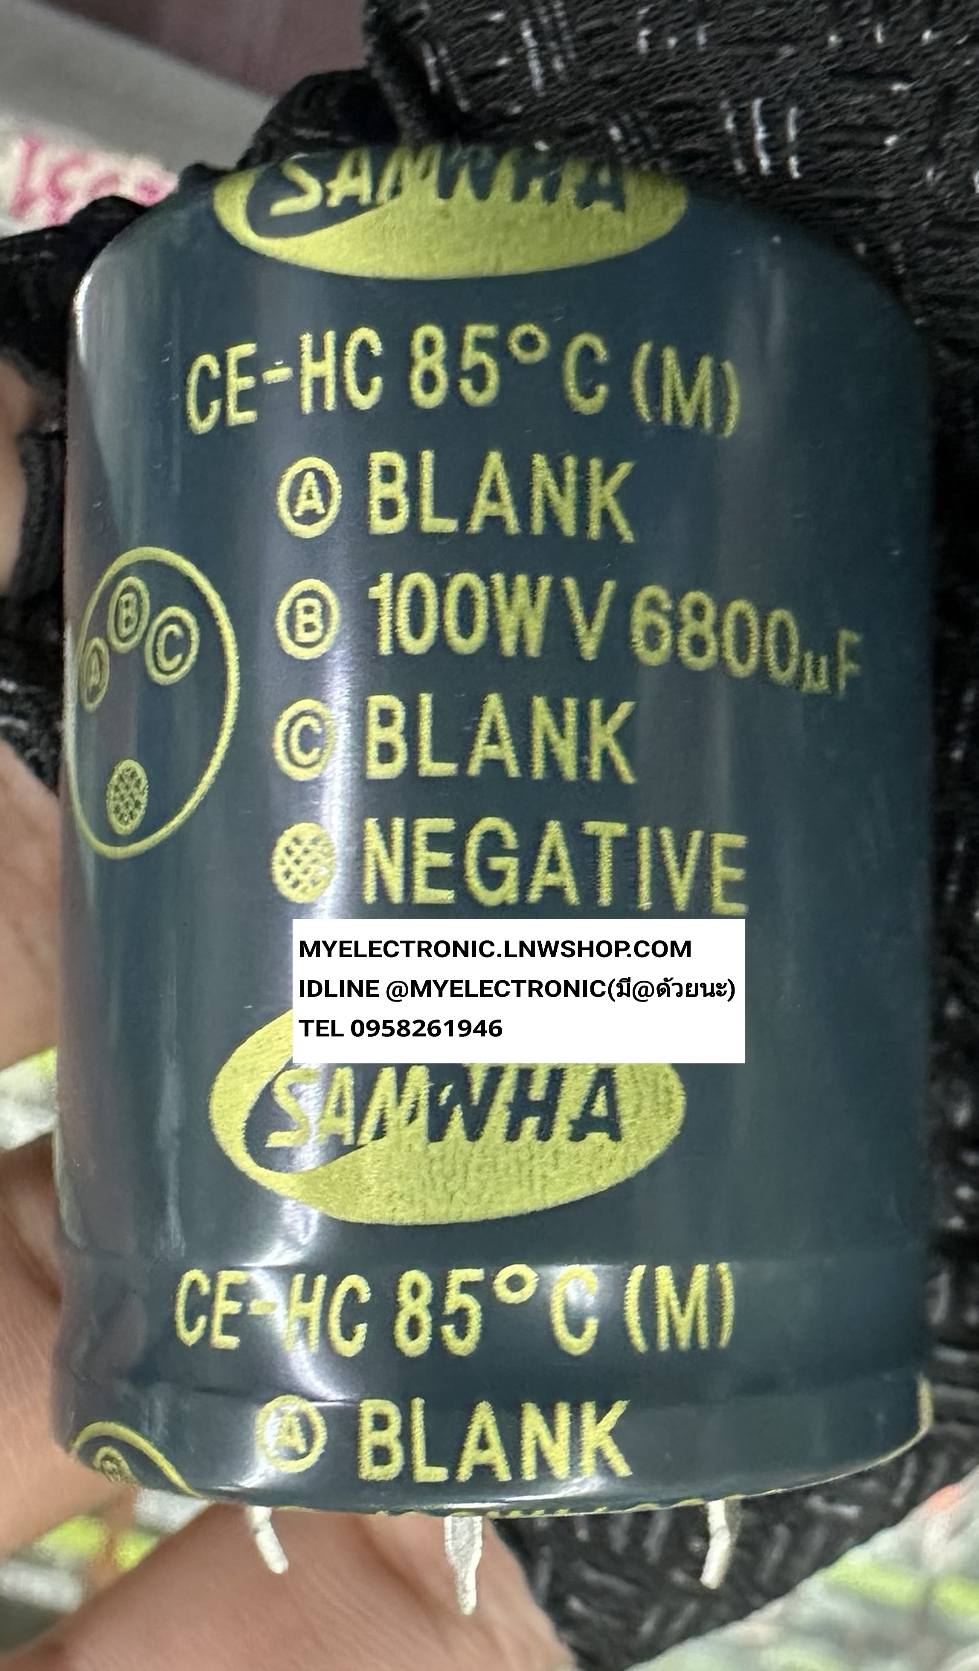 SAMWHA
CE-HC 85°C (M)
Ⓐ BLANK
Ⓑ 100WV 6800µF
Ⓒ BLANK
NEGATIVE
Ⓐ Ⓑ Ⓒ
MYELECTRONIC.LNWSHOP.COM
IDLINE @MYELECTRONIC(มี@ด้วยนะ)
TEL 0958261946
SAMWHA
CE-HC 85°C (M)
Ⓐ BLANK